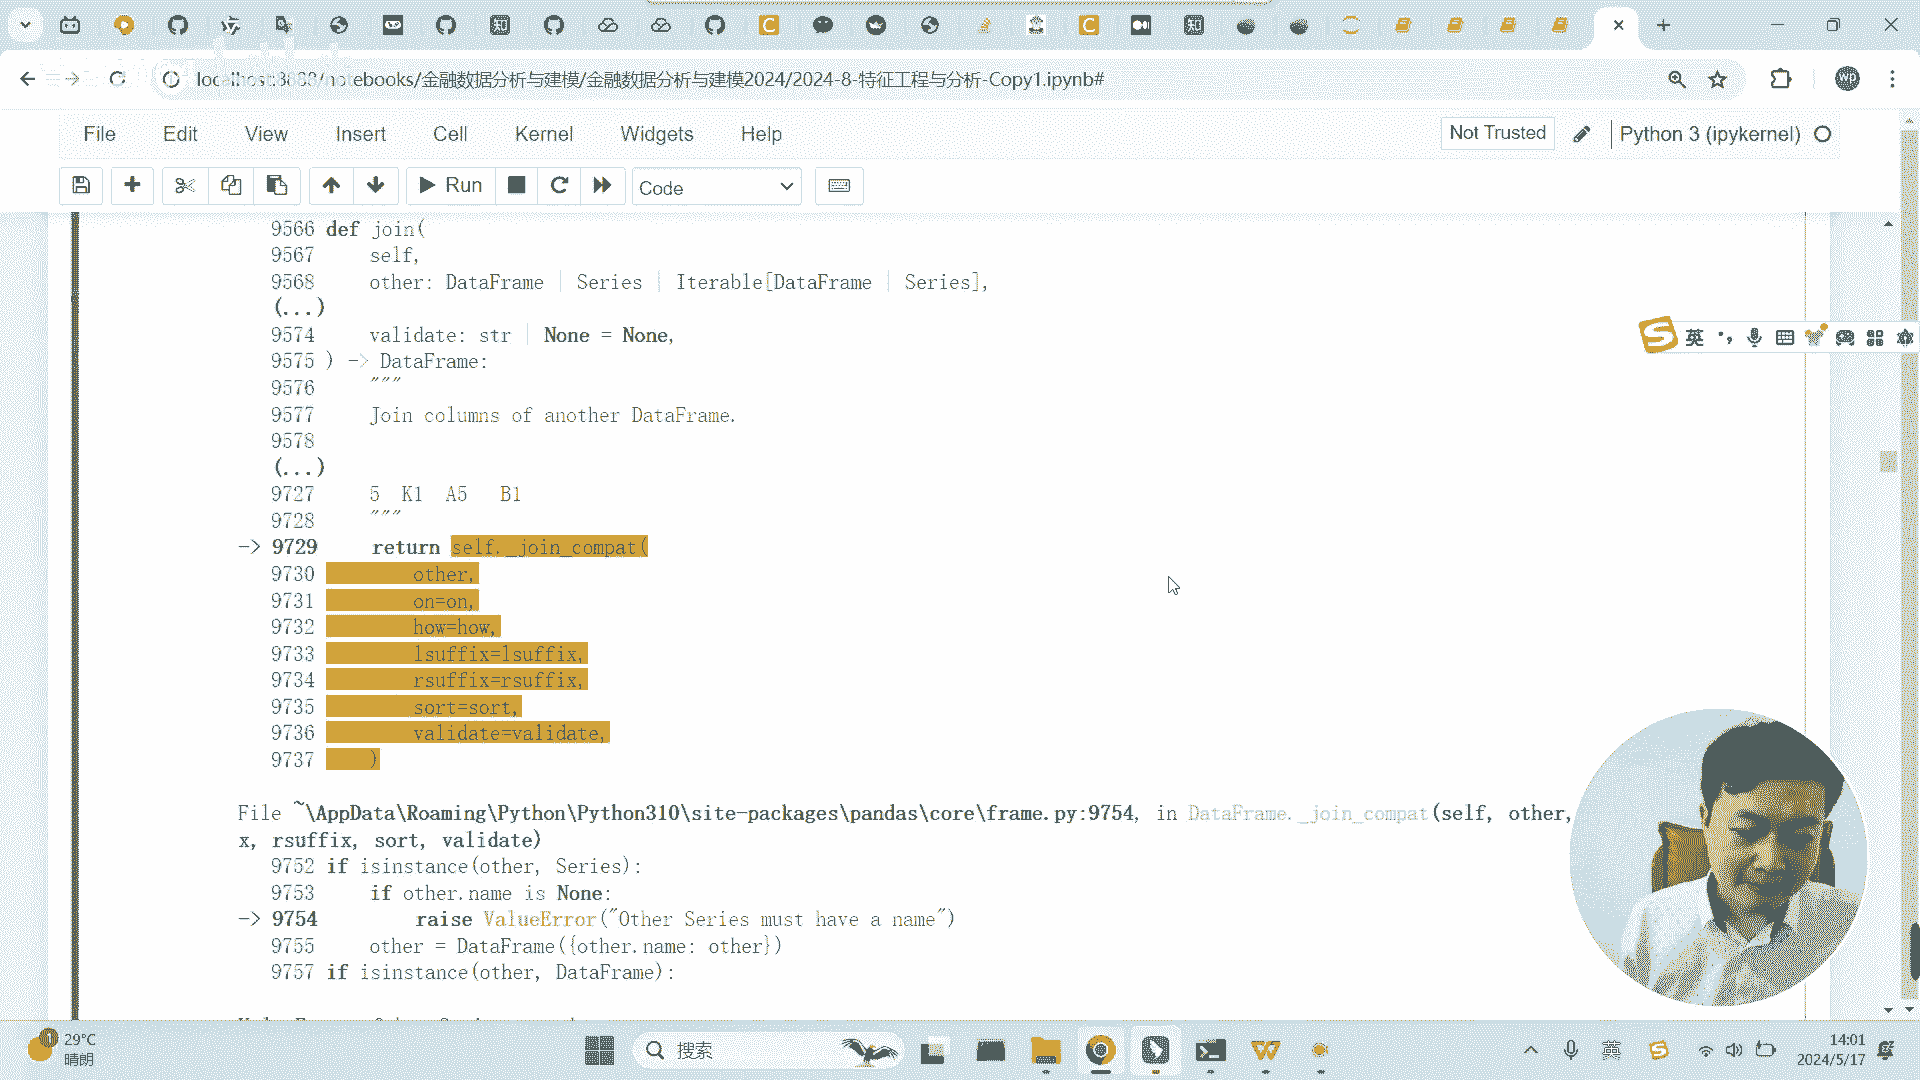 localhost:8888/notebooks/金融数据分析与建模/金融数据分析与建模2024/2024-8-特征工程与分析-Copy1.ipynb#
wp
File Edit View Insert Cell Kernel Widgets Help
Not Trusted
Python 3 (ipykernel)
Run
Code
9566 def join(
9567 self,
9568 other: DataFrame | Series | Iterable[DataFrame | Series],
(...)
9574 validate: str | None = None,
9575 ) -> DataFrame:
9576 """
9577 Join columns of another DataFrame.
9578
(...)
9727 5 K1 A5 B1
9728 """
-> 9729 return self._join_compat(
9730 other,
9731 on=on,
9732 how=how,
9733 lsuffix=lsuffix,
9734 rsuffix=rsuffix,
9735 sort=sort,
9736 validate=validate,
9737 )
File ~\AppData\Roaming\Python\Python310\site-packages\pandas\core\frame.py:9754, in DataFrame._join_compat(self, other,
x, rsuffix, sort, validate)
9752 if isinstance(other, Series):
9753 if other.name is None:
-> 9754 raise ValueError("Other Series must have a name")
9755 other = DataFrame({other.name: other})
9757 if isinstance(other, DataFrame):
英
29°C
晴朗
搜索
英
14:01
2024/5/17